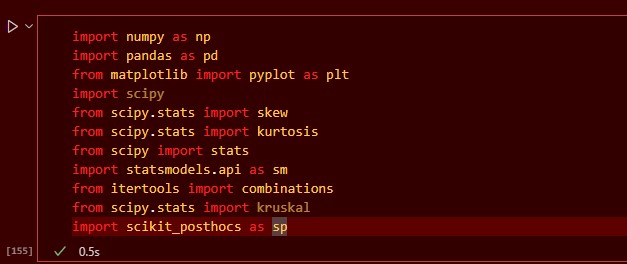 import numpy as np
import pandas as pd
from matplotlib import pyplot as plt
import scipy
from scipy.stats import skew
from scipy.stats import kurtosis
from scipy import stats
import statsmodels.api as sm
from itertools import combinations
from scipy.stats import kruskal
import scikit_posthocs as sp
[155] ✓ 0.5s